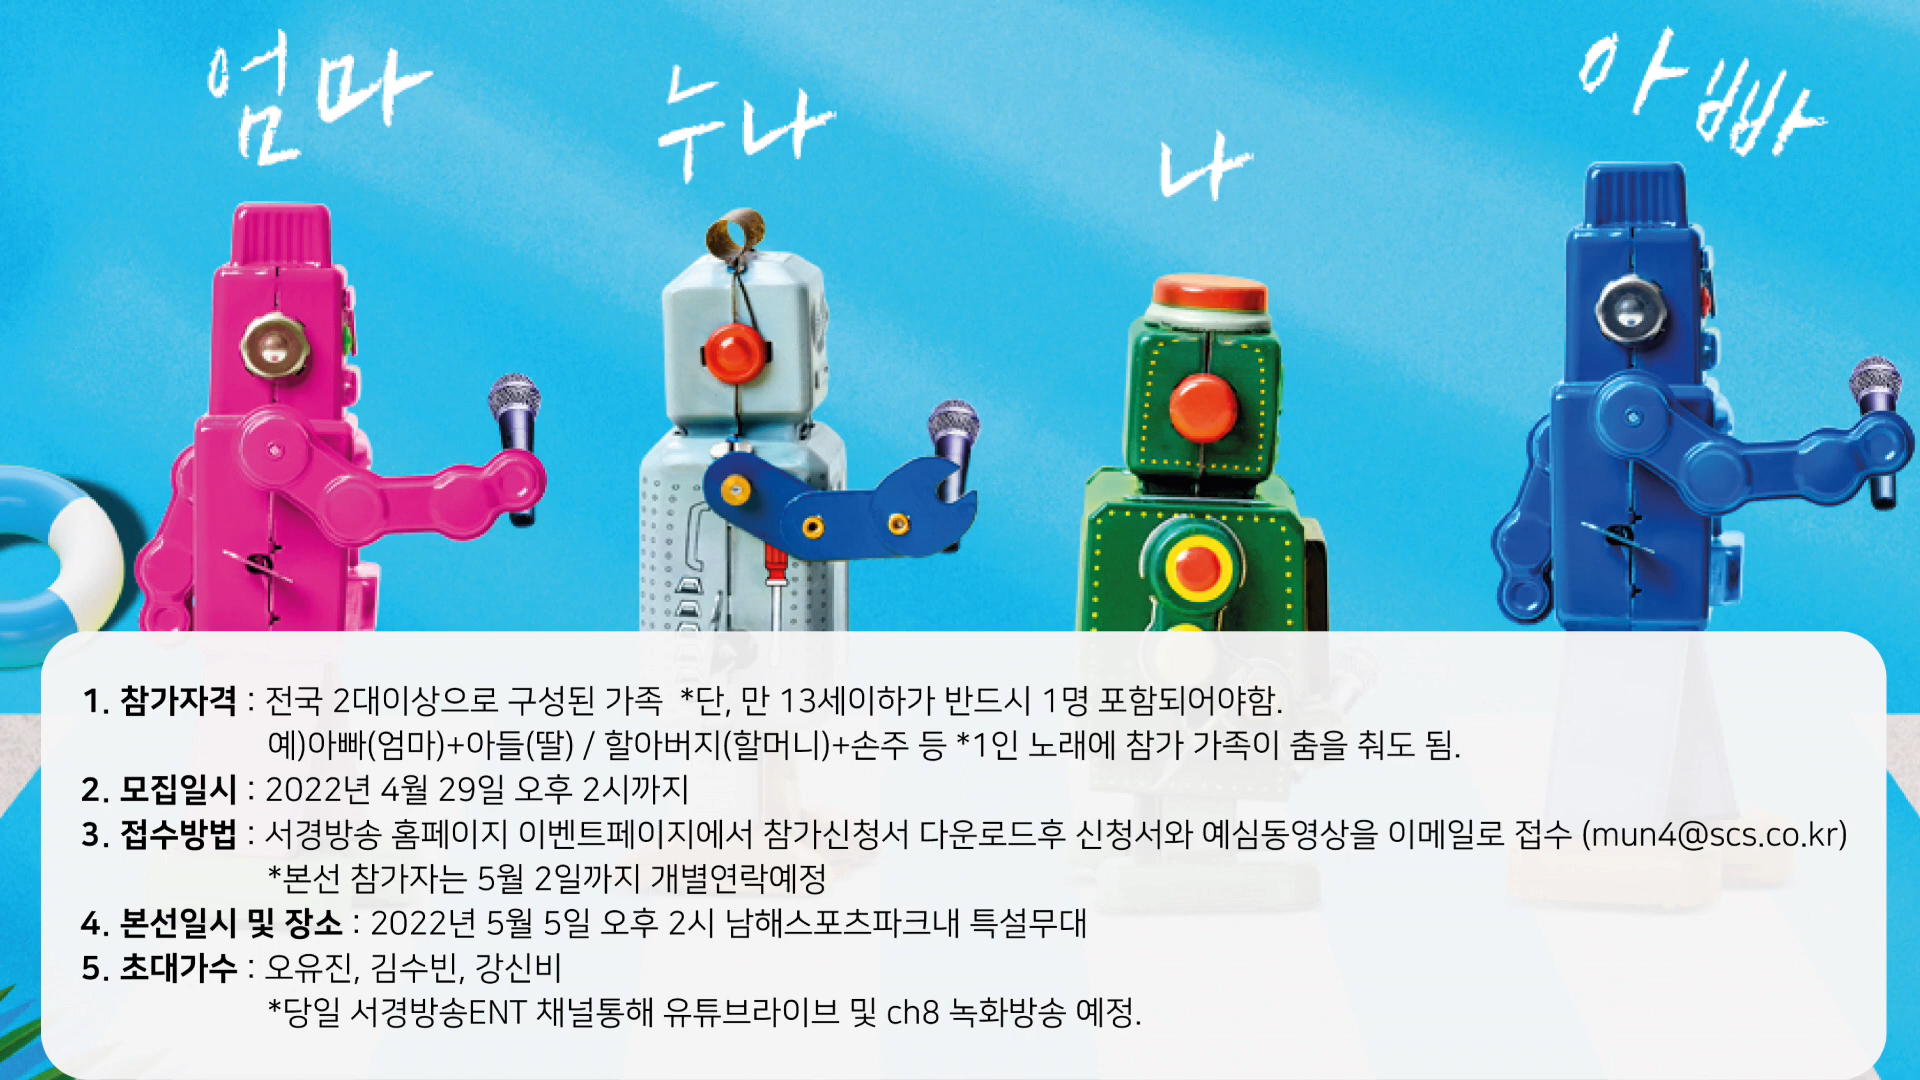 엄마
누나
나
아빠
1. 참가자격 : 전국 2대이상으로 구성된 가족 *단, 만 13세이하가 반드시 1명 포함되어야함.
예)아빠(엄마)+아들(딸) / 할아버지(할머니)+손주 등 *1인 노래에 참가 가족이 춤을 춰도 됨.
2. 모집일시 : 2022년 4월 29일 오후 2시까지
3. 접수방법 : 서경방송 홈페이지 이벤트페이지에서 참가신청서 다운로드후 신청서와 예심동영상을 이메일로 접수 (mun4@scs.co.kr)
*본선 참가자는 5월 2일까지 개별연락예정
4. 본선일시 및 장소 : 2022년 5월 5일 오후 2시 남해스포츠파크내 특설무대
5. 초대가수 : 오유진, 김수빈, 강신비
*당일 서경방송ENT 채널통해 유튜브라이브 및 ch8 녹화방송 예정.